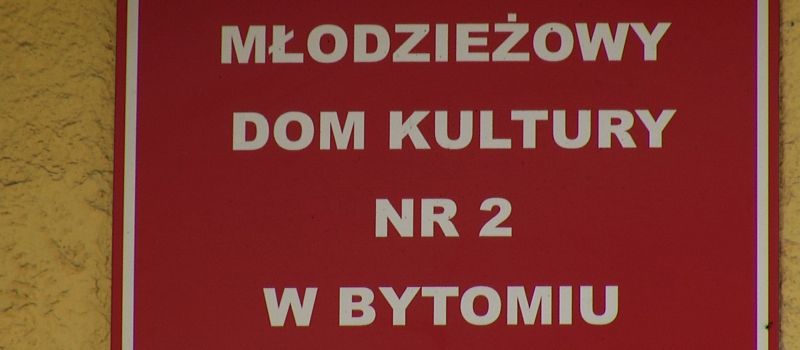 MŁODZIEŻOWY
DOM KULTURY
NR 2
W BYTOMIU